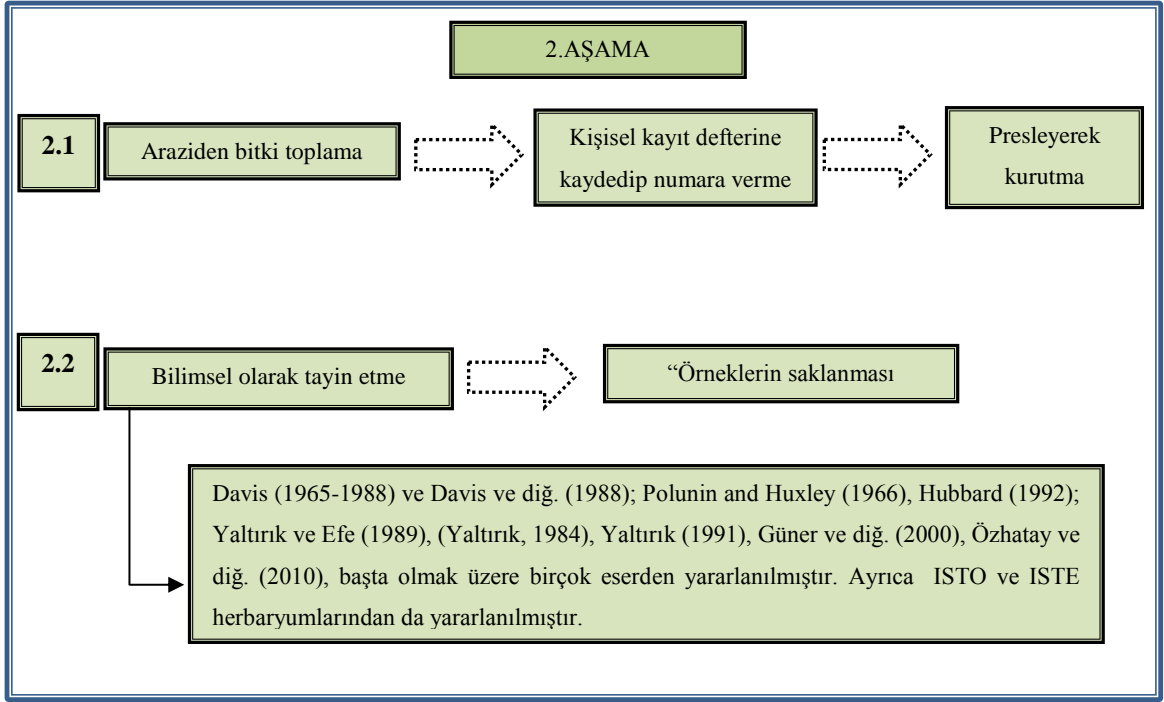 2.AŞAMA
2.1
Araziden bitki toplama
Kişisel kayıt defterine
kaydedip numara verme
Presleyerek
kurutma
2.2
Bilimsel olarak tayin etme
“Örneklerin saklanması
Davis (1965-1988) ve Davis ve diğ. (1988); Polunin and Huxley (1966), Hubbard (1992);
Yaltırık ve Efe (1989), (Yaltırık, 1984), Yaltırık (1991), Güner ve diğ. (2000), Özhatay ve
diğ. (2010), başta olmak üzere birçok eserden yararlanılmıştır. Ayrıca ISTO ve ISTE
herbaryumlarından da yararlanılmıştır.